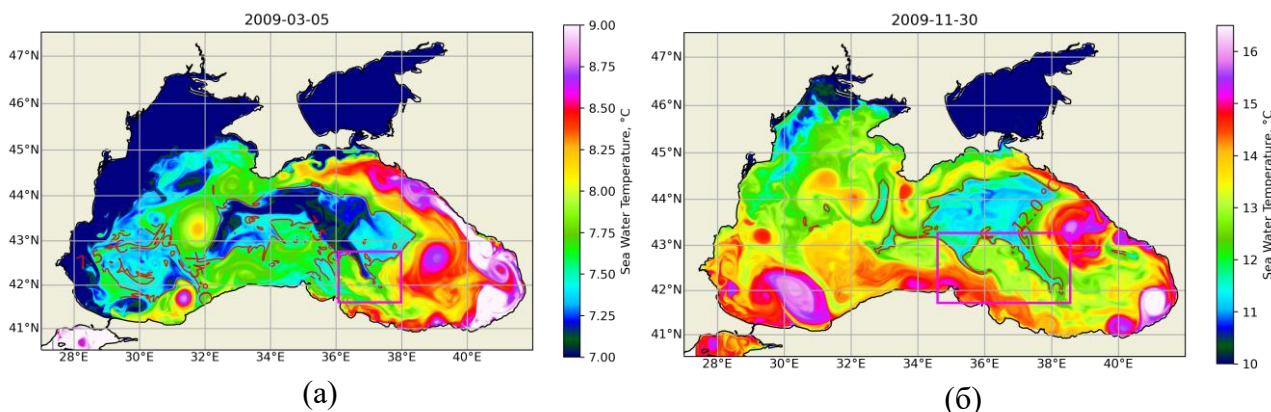 2009-03-05
47°N
46°N
45°N
44°N
43°N
42°N
41°N
28°E 30°E 32°E 34°E 36°E 38°E 40°E
9.00
8.75
8.50
8.25
8.00
7.75
7.50
7.25
7.00
Sea Water Temperature, °C
(а)
2009-11-30
47°N
46°N
45°N
44°N
43°N
42°N
41°N
12.0
28°E 30°E 32°E 34°E 36°E 38°E 40°E
16
15
14
13
12
11
10
Sea Water Temperature, °C
(б)